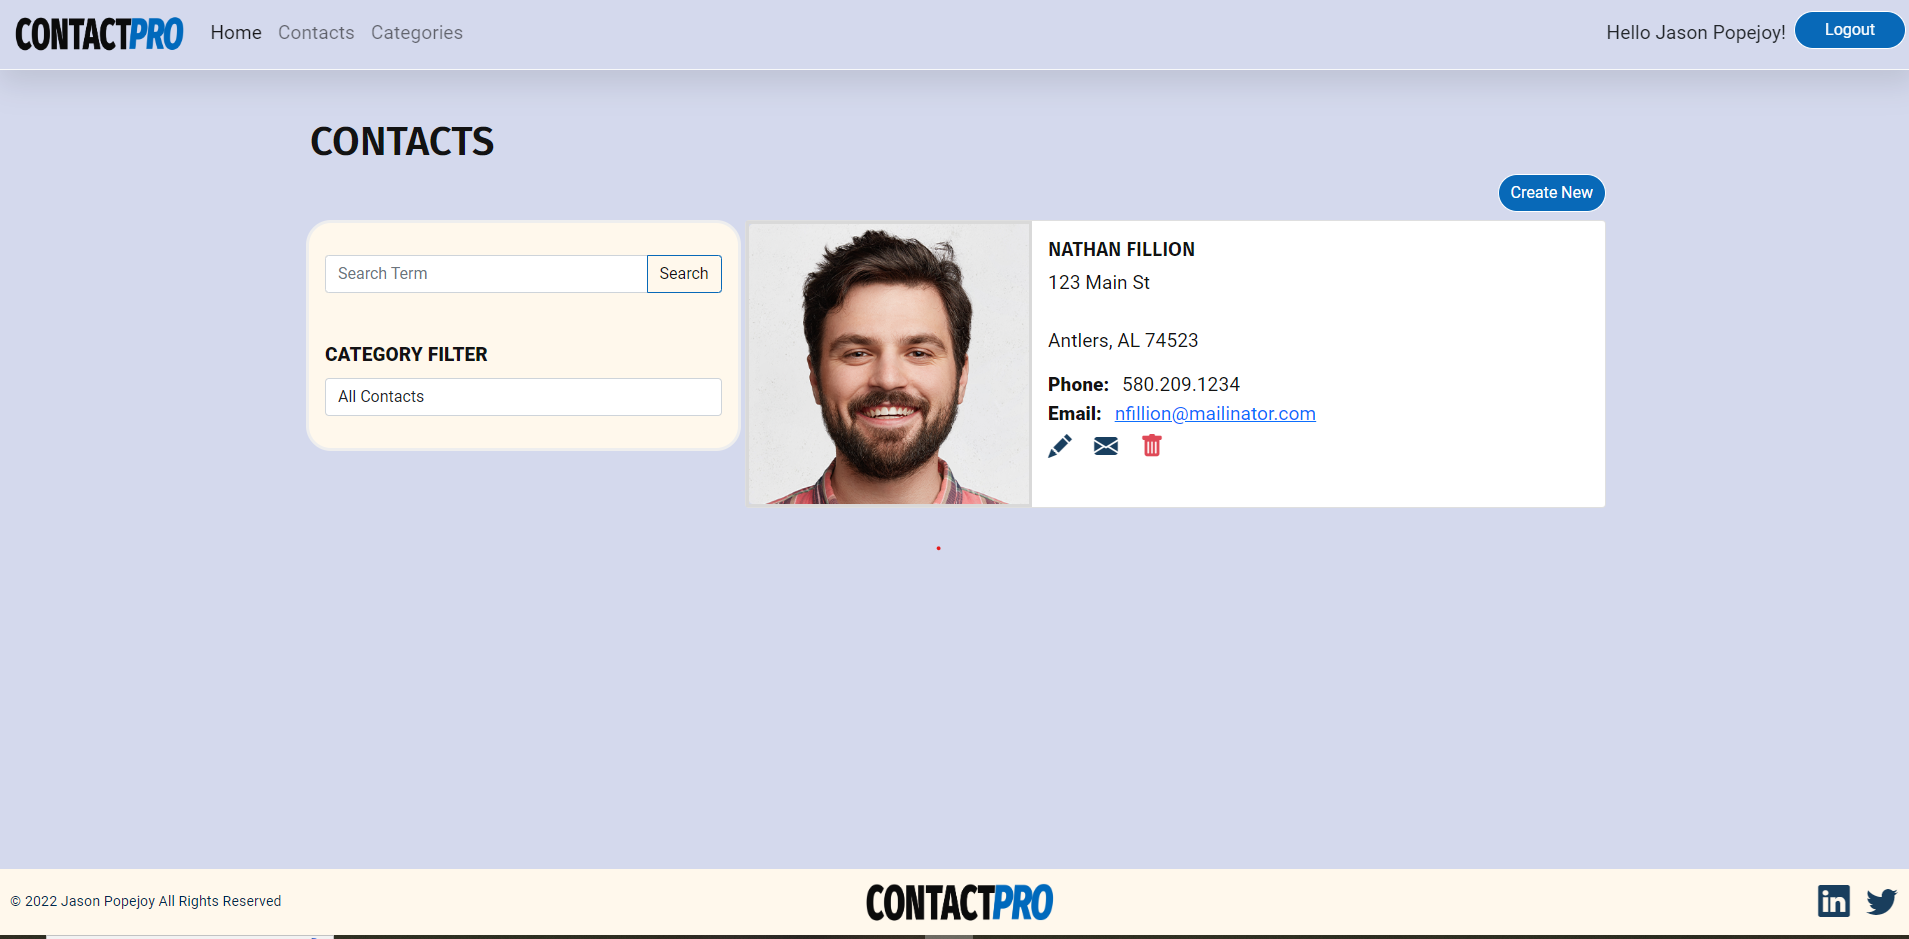 CONTACTPRO
Home Contacts Categories
Hello Jason Popejoy!
Logout
CONTACTS
Create New
Search Term
Search
CATEGORY FILTER
All Contacts
NATHAN FILLION
123 Main St
Antlers, AL 74523
Phone: 580.209.1234
Email: nfillion@mailinator.com
© 2022 Jason Popejoy All Rights Reserved
CONTACTPRO
in